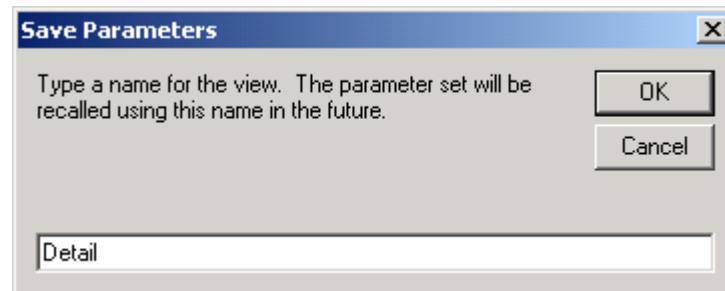 Save Parameters
Type a name for the view.  The parameter set will be
recalled using this name in the future.
OK
Cancel
Detail